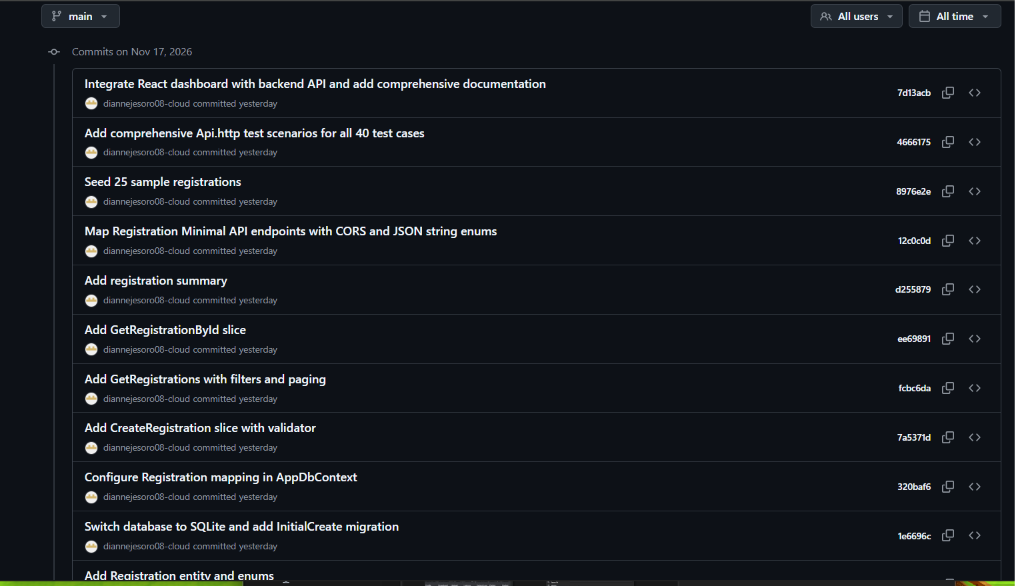 main
All users
All time
Commits on Nov 17, 2026
Integrate React dashboard with backend API and add comprehensive documentation
diannejesoro08-cloud committed yesterday
7d13acb
Add comprehensive Api.http test scenarios for all 40 test cases
diannejesoro08-cloud committed yesterday
4666175
Seed 25 sample registrations
diannejesoro08-cloud committed yesterday
8976e2e
Map Registration Minimal API endpoints with CORS and JSON string enums
diannejesoro08-cloud committed yesterday
12c0c0d
Add registration summary
diannejesoro08-cloud committed yesterday
d255879
Add GetRegistrationById slice
diannejesoro08-cloud committed yesterday
ee69891
Add GetRegistrations with filters and paging
diannejesoro08-cloud committed yesterday
fcbc6da
Add CreateRegistration slice with validator
diannejesoro08-cloud committed yesterday
7a5371d
Configure Registration mapping in AppDbContext
diannejesoro08-cloud committed yesterday
320baf6
Switch database to SQLite and add InitialCreate migration
diannejesoro08-cloud committed yesterday
1e6696c
Add Registration entity and enums